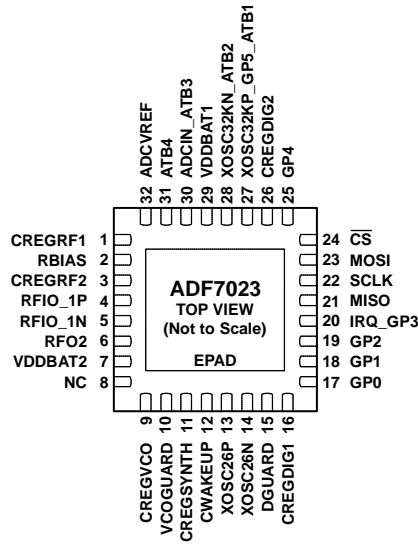 32 ADCVREF
31 ATB4
30 ADCIN_ATB3
29 VDDBAT1
28 XOSC32KN_ATB2
27 XOSC32KP_GP5_ATB1
26 CREGDIG2
25 GP4
CREGRF1 1
RBIAS 2
CREGRF2 3
RFIO_1P 4
RFIO_1N 5
RFO2 6
VDDBAT2 7
NC 8
ADF7023
TOP VIEW
(Not to Scale)
EPAD
24 CS
23 MOSI
22 SCLK
21 MISO
20 IRQ_GP3
19 GP2
18 GP1
17 GP0
CREGVCO 9
VCOGUARD 10
CREGSYNTH 11
CWAKEUP 12
XOSC26P 13
XOSC26N 14
DGUARD 15
CREGDIG1 16